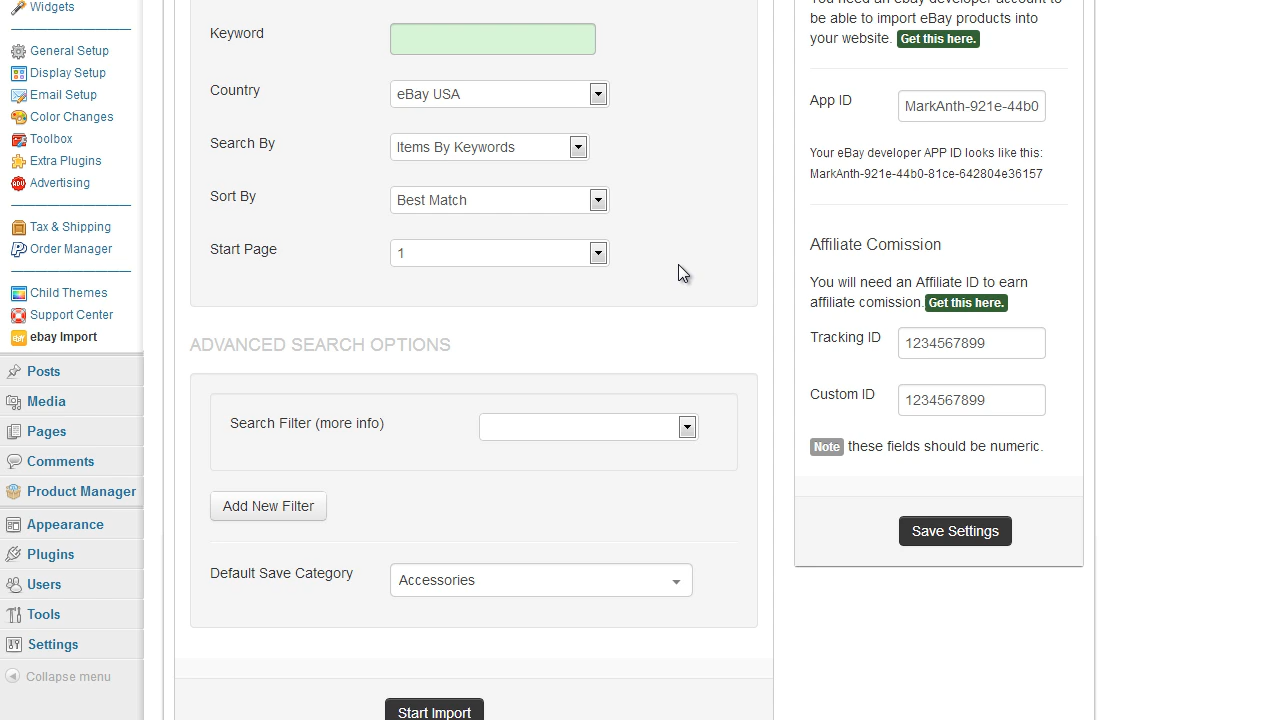 Widgets
General Setup
Display Setup
Email Setup
Color Changes
Toolbox
Extra Plugins
Advertising
Tax & Shipping
Order Manager
Child Themes
Support Center
ebay Import
Posts
Media
Pages
Comments
Product Manager
Appearance
Plugins
Users
Tools
Settings
Collapse menu
Keyword
Country
eBay USA
Search By
Items By Keywords
Sort By
Best Match
Start Page
1
ADVANCED SEARCH OPTIONS
Search Filter (more info)
Add New Filter
Default Save Category
Accessories
Start Import
You need an ebay developer account to
be able to import eBay products into
your website. Get this here.
App ID
MarkAnth-921e-44b0
Your eBay developer APP ID looks like this:
MarkAnth-921e-44b0-81ce-642804e36157
Affiliate Comission
You will need an Affiliate ID to earn
affiliate comission. Get this here.
Tracking ID
1234567899
Custom ID
1234567899
Note these fields should be numeric.
Save Settings